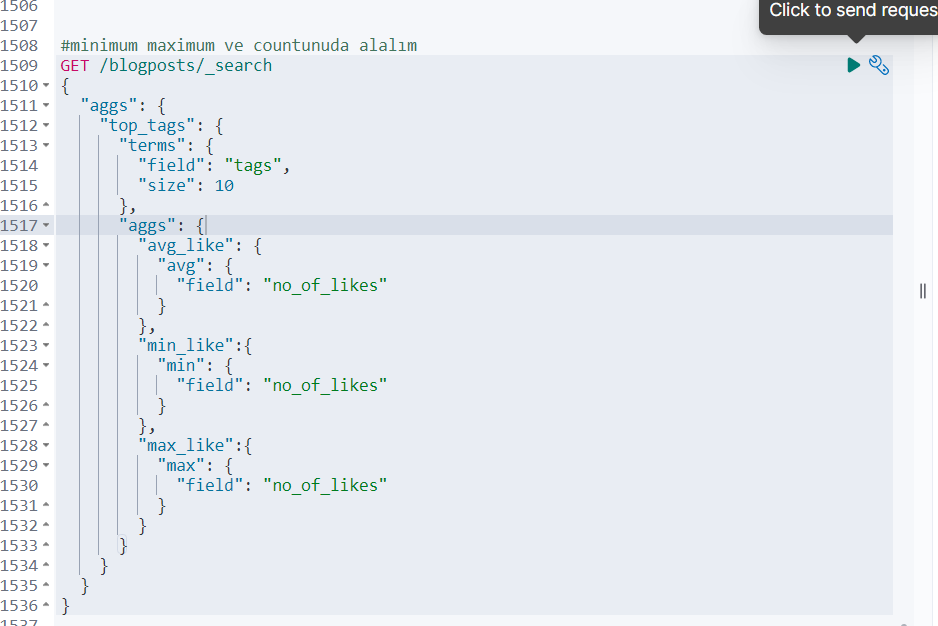 Click to send reques
1506
1507
1508 #minimum maximum ve countunuda alalım
1509 GET /blogposts/_search
1510 {
1511   "aggs": {
1512     "top_tags": {
1513       "terms": {
1514         "field": "tags",
1515         "size": 10
1516       },
1517       "aggs": {
1518         "avg_like": {
1519           "avg": {
1520             "field": "no_of_likes"
1521           }
1522         },
1523         "min_like":{
1524           "min": {
1525             "field": "no_of_likes"
1526           }
1527         },
1528         "max_like":{
1529           "max": {
1530             "field": "no_of_likes"
1531           }
1532         }
1533       }
1534     }
1535   }
1536 }
1537